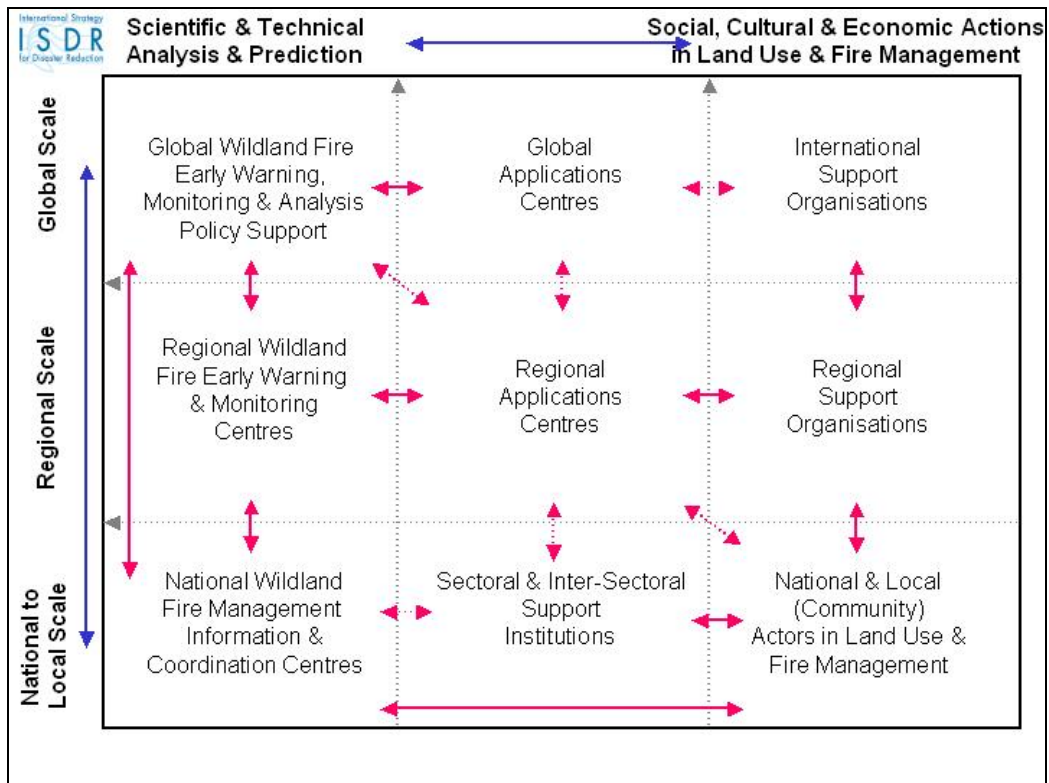 International Strategy
ISDR
for Disaster Reduction
Scientific & Technical
Analysis & Prediction
Social, Cultural & Economic Actions
in Land Use & Fire Management
Global Scale
Global Wildland Fire
Early Warning,
Monitoring & Analysis
Policy Support
Global
Applications
Centres
International
Support
Organisations
Regional Scale
Regional Wildland
Fire Early Warning
& Monitoring
Centres
Regional
Applications
Centres
Regional
Support
Organisations
National to
Local Scale
National Wildland
Fire Management
Information &
Coordination Centres
Sectoral & Inter-Sectoral
Support
Institutions
National & Local
(Community)
Actors in Land Use &
Fire Management